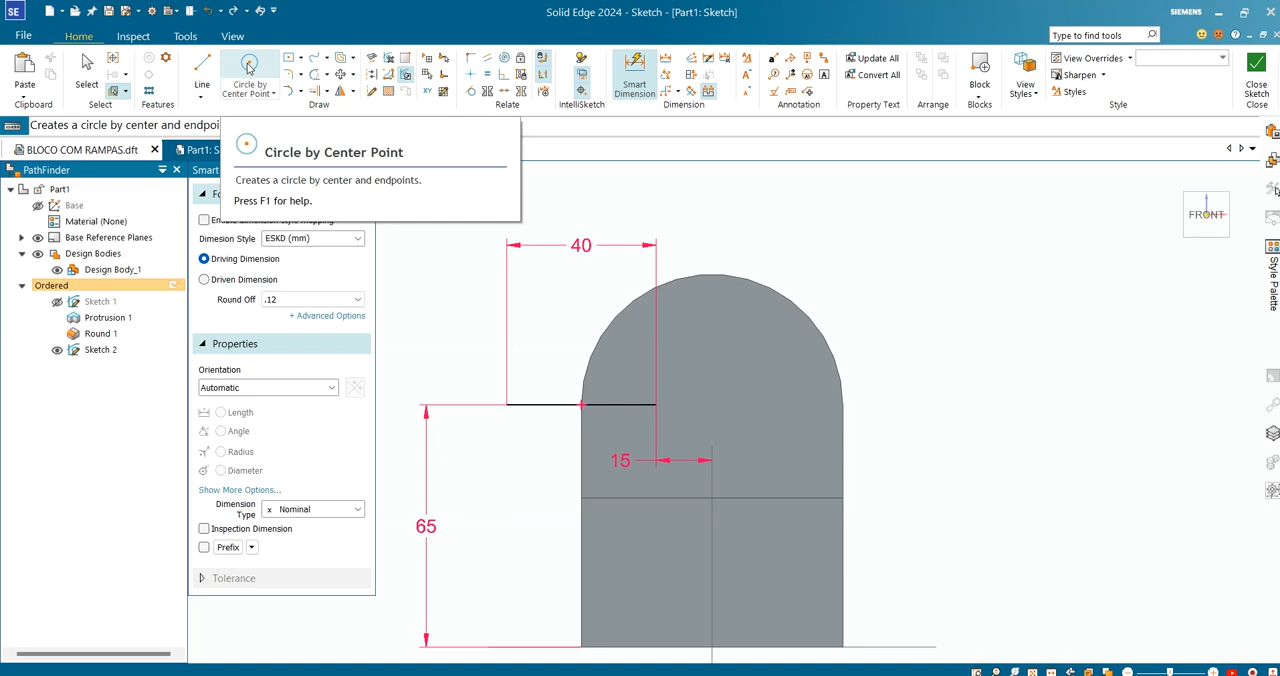 SE
Solid Edge 2024 - Sketch - [Part1: Sketch]
SIEMENS
File
Home
Inspect
Tools
View
Type to find tools
Paste
Clipboard
Select
Select
Features
Line
Circle by
Center Point
Draw
Relate
IntelliSketch
Smart
Dimension
Dimension
Annotation
Update All
Convert All
Property Text
Arrange
Block
Blocks
View
Styles
View Overrides
Sharpen
Styles
Style
Close
Sketch
Close
Creates a circle by center and endpoi
BLOCO COM RAMPAS.dft
Part1: S
Circle by Center Point
Creates a circle by center and endpoints.
Press F1 for help.
PathFinder
Part1
Base
Material (None)
Base Reference Planes
Design Bodies
Design Body_1
Ordered
Sketch 1
Protrusion 1
Round 1
Sketch 2
Smar
Fo
Dimesion Style
ESKD (mm)
Driving Dimension
Driven Dimension
Round Off
.12
+ Advanced Options
Properties
Orientation
Automatic
Length
Angle
Radius
Diameter
Show More Options...
Dimension
Type
x Nominal
Inspection Dimension
Prefix
Tolerance
40
15
65
FRONT
Style Palette